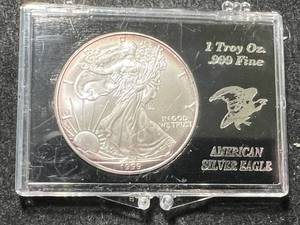 IN GOD
WE TRUST
1 Troy Oz.
.999 Fine
AMERICAN
SILVER EAGLE